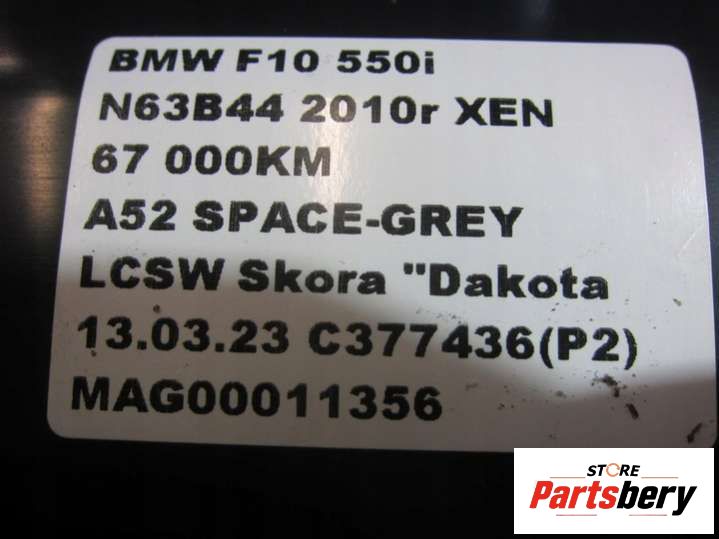 BMW F10 550i
N63B44 2010r XEN
67 000KM
A52 SPACE-GREY
LCSW Skora "Dakota
13.03.23 C377436(P2)
MAG00011356
STORE
Partsbery